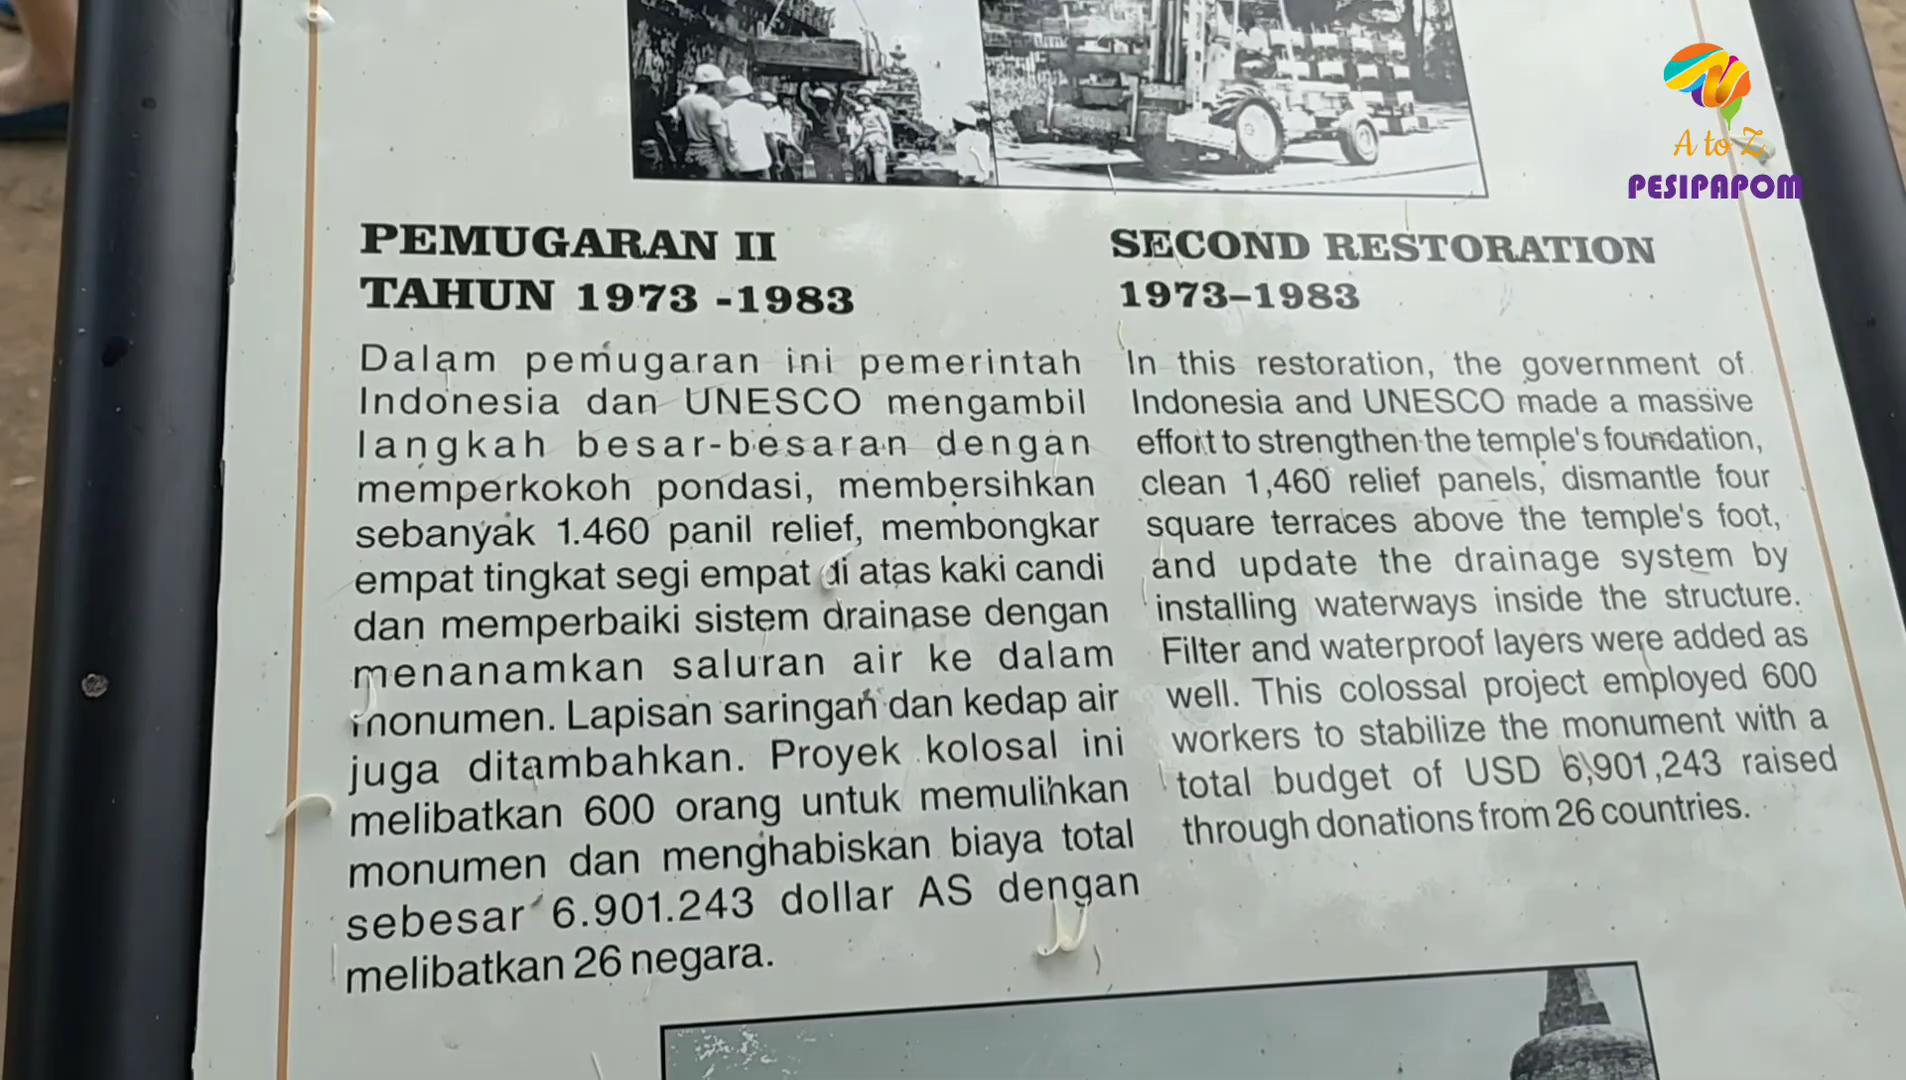 A to Z
PESIPAPOM
PEMUGARAN II
TAHUN 1973 -1983
Dalam pemugaran ini pemerintah
Indonesia dan UNESCO mengambil
langkah besar-besaran dengan
memperkokoh pondasi, membersihkan
sebanyak 1.460 panil relief, membongkar
empat tingkat segi empat di atas kaki candi
dan memperbaiki sistem drainase dengan
menanamkan saluran air ke dalam
monumen. Lapisan saringan dan kedap air
juga ditambahkan. Proyek kolosal ini
melibatkan 600 orang untuk memulihkan
monumen dan menghabiskan biaya total
sebesar 6.901.243 dollar AS dengan
melibatkan 26 negara.
SECOND RESTORATION
1973–1983
In this restoration, the government of
Indonesia and UNESCO made a massive
effort to strengthen the temple's foundation,
clean 1,460 relief panels, dismantle four
square terraces above the temple's foot,
and update the drainage system by
installing waterways inside the structure.
Filter and waterproof layers were added as
well. This colossal project employed 600
workers to stabilize the monument with a
total budget of USD 6,901,243 raised
through donations from 26 countries.